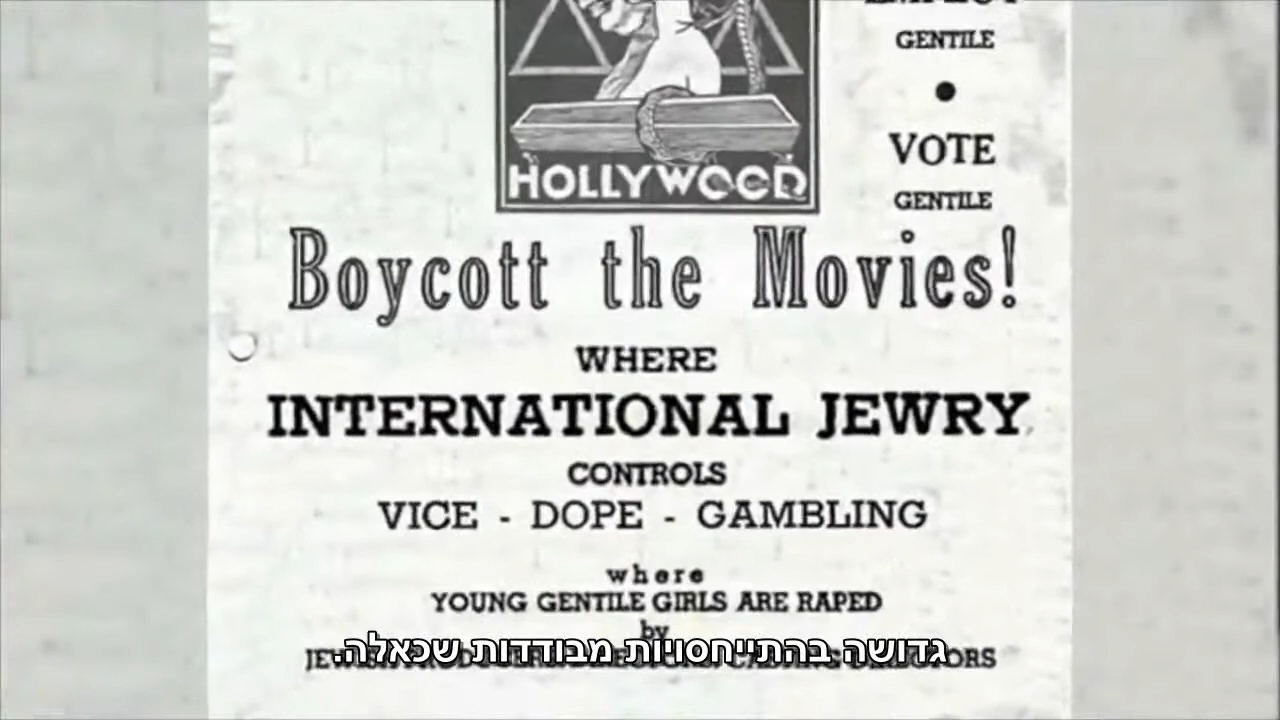 GENTILE
•
VOTE
GENTILE
HOLLYWOOD
Boycott the Movies!
WHERE
INTERNATIONAL JEWRY
CONTROLS
VICE - DOPE - GAMBLING
where
YOUNG GENTILE GIRLS ARE RAPED
by
גדושה בהתייחסויות מבודדות שכאלה.